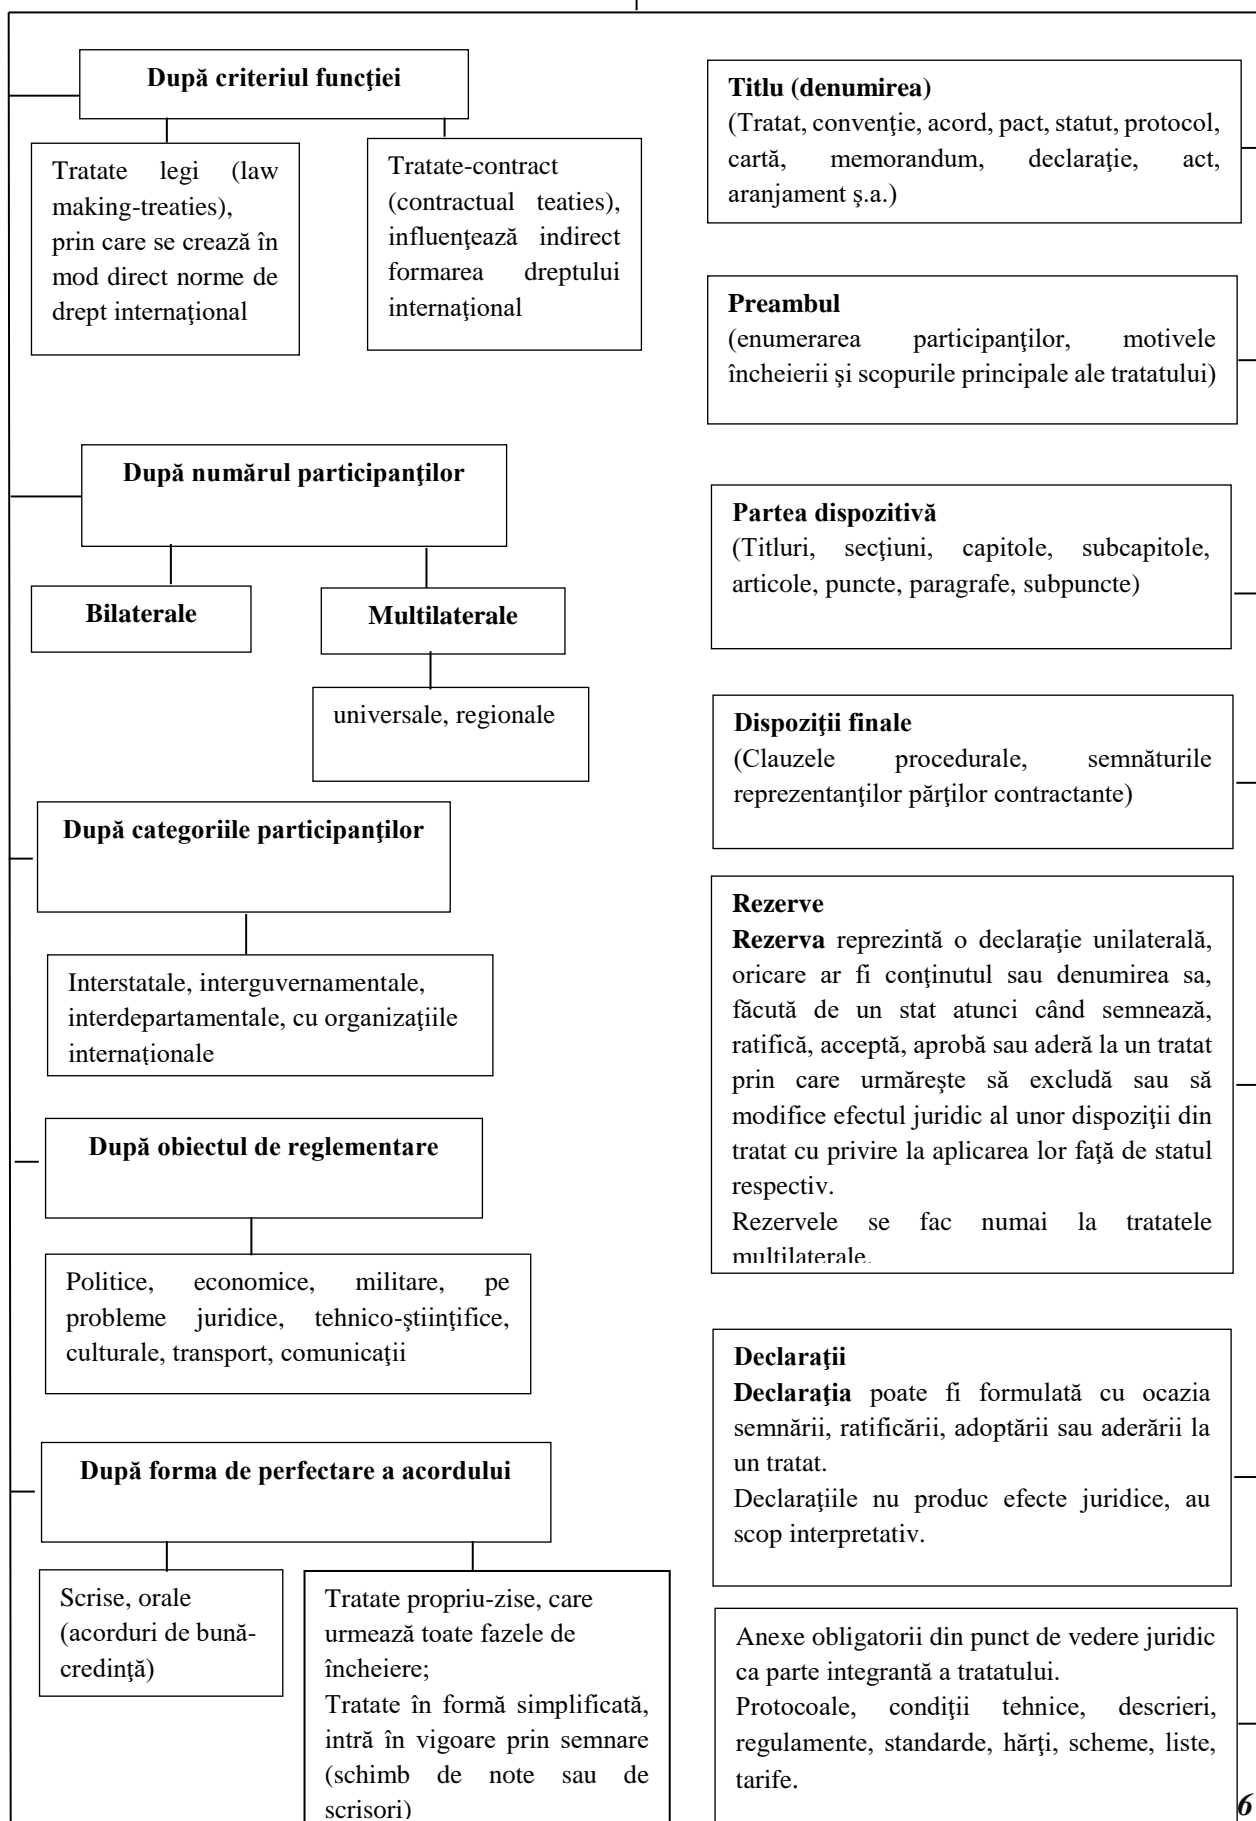 După criteriul funcţiei
Tratate legi (law
making-treaties),
prin care se crează în
mod direct norme de
drept internaţional
Tratate-contract
(contractual teaties),
influenţează indirect
formarea dreptului
internaţional
După numărul participanţilor
Bilaterale
Multilaterale
universale, regionale
După categoriile participanţilor
Interstatale, interguvernamentale,
interdepartamentale, cu organizaţiile
internaţionale
După obiectul de reglementare
Politice, economice, militare, pe
probleme juridice, tehnico-ştiinţifice,
culturale, transport, comunicaţii
După forma de perfectare a acordului
Scrise, orale
(acorduri de bună-
credinţă)
Tratate propriu-zise, care
urmează toate fazele de
încheiere;
Tratate în formă simplificată,
intră în vigoare prin semnare
(schimb de note sau de
scrisori)
Titlu (denumirea)
(Tratat, convenţie, acord, pact, statut, protocol,
cartă, memorandum, declaraţie, act,
aranjament ş.a.)
Preambul
(enumerarea participanţilor, motivele
încheierii şi scopurile principale ale tratatului)
Partea dispozitivă
(Titluri, secţiuni, capitole, subcapitole,
articole, puncte, paragrafe, subpuncte)
Dispoziţii finale
(Clauzele procedurale, semnăturile
reprezentanţilor părţilor contractante)
Rezerve
Rezerva reprezintă o declaraţie unilaterală,
oricare ar fi conţinutul sau denumirea sa,
făcută de un stat atunci când semnează,
ratifică, acceptă, aprobă sau aderă la un tratat
prin care urmăreşte să excludă sau să
modifice efectul juridic al unor dispoziţii din
tratat cu privire la aplicarea lor faţă de statul
respectiv.
Rezervele se fac numai la tratatele
multilaterale.
Declaraţii
Declaraţia poate fi formulată cu ocazia
semnării, ratificării, adoptării sau aderării la
un tratat.
Declaraţiile nu produc efecte juridice, au
scop interpretativ.
Anexe obligatorii din punct de vedere juridic
ca parte integrantă a tratatului.
Protocoale, condiţii tehnice, descrieri,
regulamente, standarde, hărţi, scheme, liste,
tarife.
6